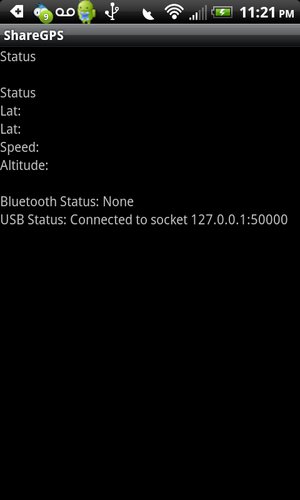 9
11:21 PM
ShareGPS
Status
Status
Lat:
Lat:
Speed:
Altitude:
Bluetooth Status: None
USB Status: Connected to socket 127.0.0.1:50000